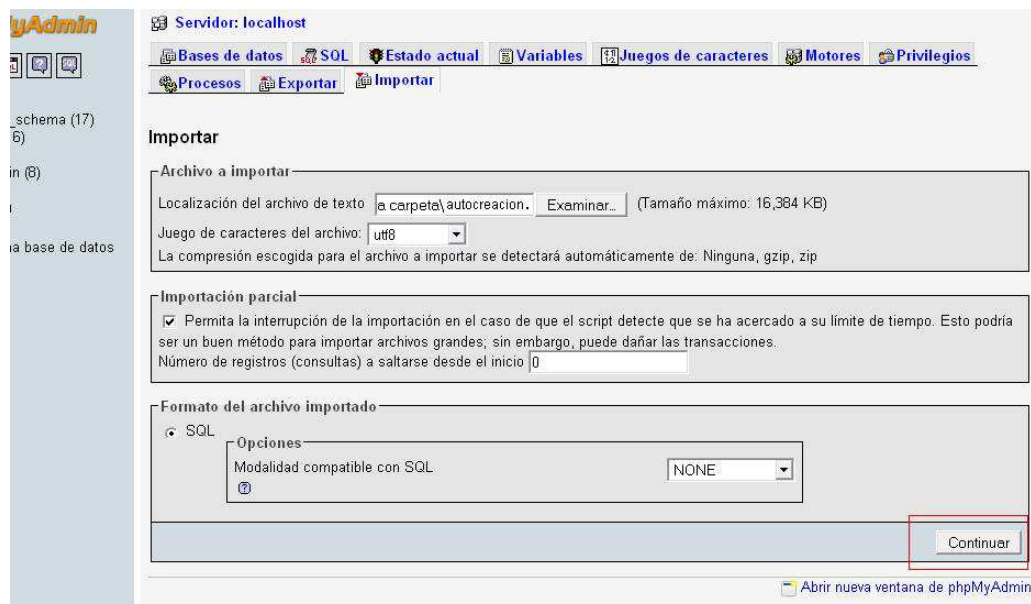 yAdmin
Servidor: localhost
Bases de datos SQL Estado actual Variables Juegos de caracteres Motores Privilegios
Procesos Exportar Importar
_schema (17)
6)
in (8)
a base de datos
Importar
Archivo a importar
Localización del archivo de texto a carpeta\autocreacion. Examinar... (Tamaño máximo: 16,384 KB)
Juego de caracteres del archivo: utf8
La compresión escogida para el archivo a importar se detectará automáticamente de: Ninguna, gzip, zip
Importación parcial
Permita la interrupción de la importación en el caso de que el script detecte que se ha acercado a su límite de tiempo. Esto podría
ser un buen método para importar archivos grandes; sin embargo, puede dañar las transacciones.
Número de registros (consultas) a saltarse desde el inicio 0
Formato del archivo importado
SQL
Opciones
Modalidad compatible con SQL NONE
Continuar
Abrir nueva ventana de phpMyAdmin